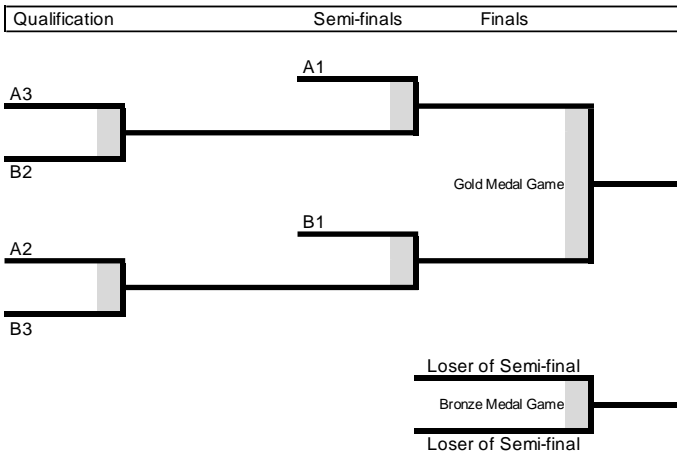 Qualification Semi-finals Finals
A1
A3
B2
Gold Medal Game
B1
A2
B3
Loser of Semi-final
Bronze Medal Game
Loser of Semi-final